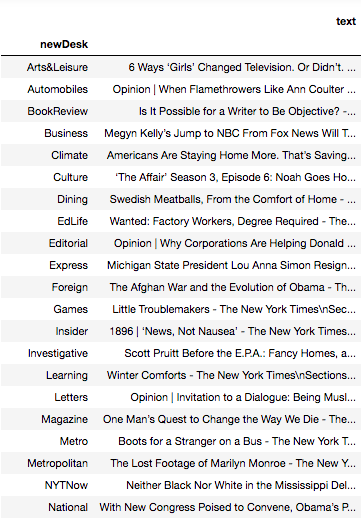 text
newDesk
Arts&Leisure 6 Ways ‘Girls’ Changed Television. Or Didn’t. ...
Automobiles Opinion | When Flamethrowers Like Ann Coulter ...
BookReview Is It Possible for a Writer to Be Objective? -...
Business Megyn Kelly’s Jump to NBC From Fox News Will T...
Climate Americans Are Staying Home More. That’s Saving...
Culture ‘The Affair’ Season 3, Episode 6: Noah Goes Ho...
Dining Swedish Meatballs, From the Comfort of Home - ...
EdLife Wanted: Factory Workers, Degree Required - The...
Editorial Opinion | Why Corporations Are Helping Donald ...
Express Michigan State President Lou Anna Simon Resign...
Foreign The Afghan War and the Evolution of Obama - Th...
Games Little Troublemakers - The New York Times\nSec...
Insider 1896 | ‘News, Not Nausea’ - The New York Times...
Investigative Scott Pruitt Before the E.P.A.: Fancy Homes, a...
Learning Winter Comforts - The New York Times\nSections...
Letters Opinion | Invitation to a Dialogue: Being Musl...
Magazine One Man’s Quest to Change the Way We Die - The...
Metro Boots for a Stranger on a Bus - The New York T...
Metropolitan The Lost Footage of Marilyn Monroe - The New Y...
NYTNow Neither Black Nor White in the Mississippi Del...
National With New Congress Poised to Convene, Obama’s P...